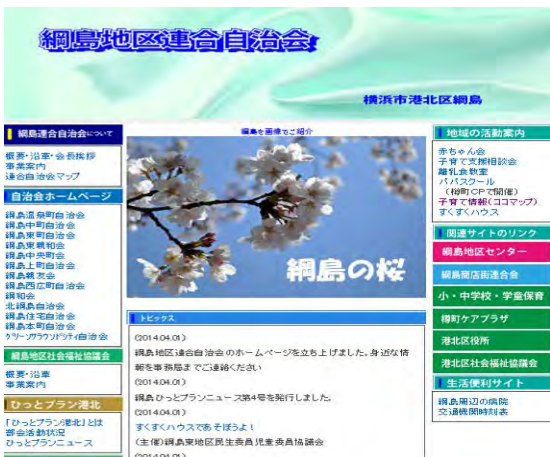 綱島地区連合自治会
横浜市港北区綱島
綱島連合自治会について
概要・沿革・会長挨拶
事業案内
連合自治会マップ
自治会ホームページ
綱島温泉町自治会
綱島中町自治会
綱島東町自治会
綱島東親和会
綱島中央町会
綱島上町自治会
綱島親友会
綱島西広町自治会
綱和会
北綱島自治会
綱島住宅自治会
綱島本町自治会
グリーンサラウンドシティ自治会
綱島地区社会福祉協議会
概要・沿革
事業案内
ひっとプラン港北
「ひっとプラン港北」とは
部会活動状況
ひっとプランニュース
綱島を画像でご紹介
綱島の桜
トピックス
(2014.04.01)
綱島地区連合自治会のホームページを立ち上げました。身近な情
報を事務局までご連絡ください
(2014.04.01)
綱島ひっとプランニュース第4号を発行しました。
(2014.04.01)
すくすくハウスであそぼうよ!
(主催)綱島東地区民生委員児童委員協議会
(2014.04.01)
地域の活動案内
赤ちゃん会
子育て支援相談会
離乳食教室
パパスクール
(樽町CPで開催)
子育て情報(ココマップ)
すくすくハウス
関連サイトのリンク
綱島地区センター
綱島商店街連合会
小・中学校・学童保育
樽町ケアプラザ
港北区役所
港北区社会福祉協議会
生活便利サイト
綱島周辺の病院
交通機関時刻表